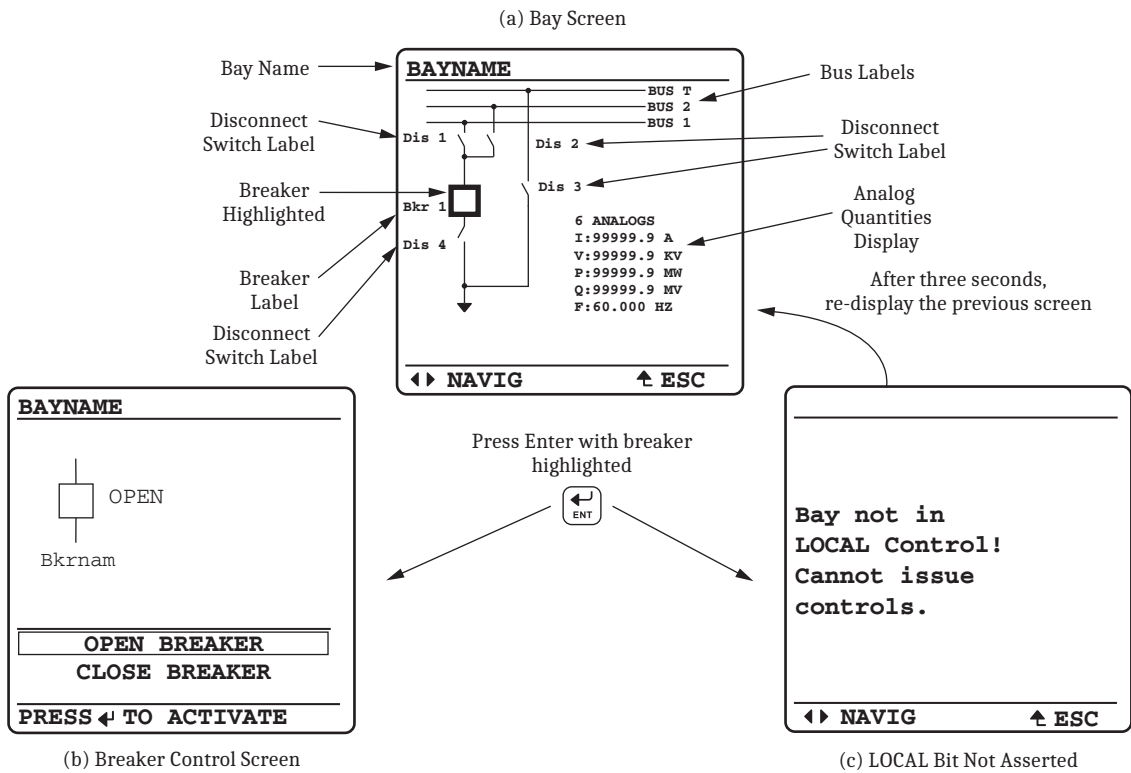 (a) Bay Screen
Bay Name
Disconnect
Switch Label
Breaker
Highlighted
Breaker
Label
Disconnect
Switch Label
BAYNAME
BUS T
BUS 2
BUS 1
Dis 1
Dis 2
Dis 3
Bkr 1
Dis 4
6 ANALOGS
I:99999.9 A
V:99999.9 KV
P:99999.9 MW
Q:99999.9 MV
F:60.000 HZ
NAVIG
ESC
Bus Labels
Disconnect
Switch Label
Analog
Quantities
Display
After three seconds,
re-display the previous screen
Press Enter with breaker
highlighted
ENT
BAYNAME
OPEN
Bkrnam
OPEN BREAKER
CLOSE BREAKER
PRESS TO ACTIVATE
(b) Breaker Control Screen
Bay not in
LOCAL Control!
Cannot issue
controls.
NAVIG
ESC
(c) LOCAL Bit Not Asserted